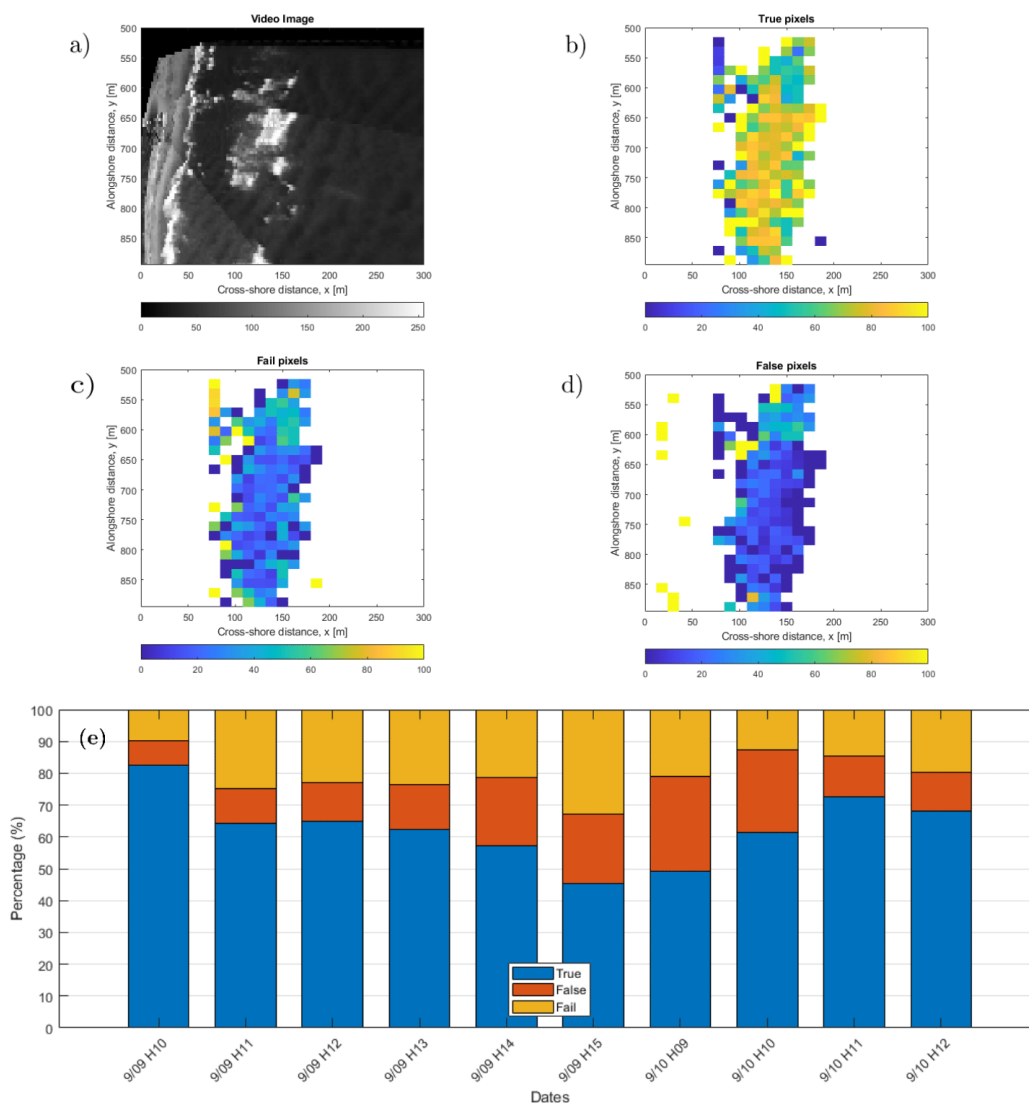 a)
Video Image
500
550
600
650
700
750
800
850
Alongshore distance, y [m]
0 50 100 150 200 250 300
Cross-shore distance, x [m]
0 50 100 150 200 250
b)
True pixels
500
550
600
650
700
750
800
850
Alongshore distance, y [m]
0 50 100 150 200 250 300
Cross-shore distance, x [m]
0 20 40 60 80 100
c)
Fail pixels
500
550
600
650
700
750
800
850
Alongshore distance, y [m]
0 50 100 150 200 250 300
Cross-shore distance, x [m]
0 20 40 60 80 100
d)
False pixels
500
550
600
650
700
750
800
850
Alongshore distance, y [m]
0 50 100 150 200 250 300
Cross-shore distance, x [m]
0 20 40 60 80 100
(e)
100
90
80
70
60
50
40
30
20
10
0
Percentage (%)
True
False
Fail
9/09 H10 9/09 H11 9/09 H12 9/09 H13 9/09 H14 9/09 H15 9/10 H09 9/10 H10 9/10 H11 9/10 H12
Dates